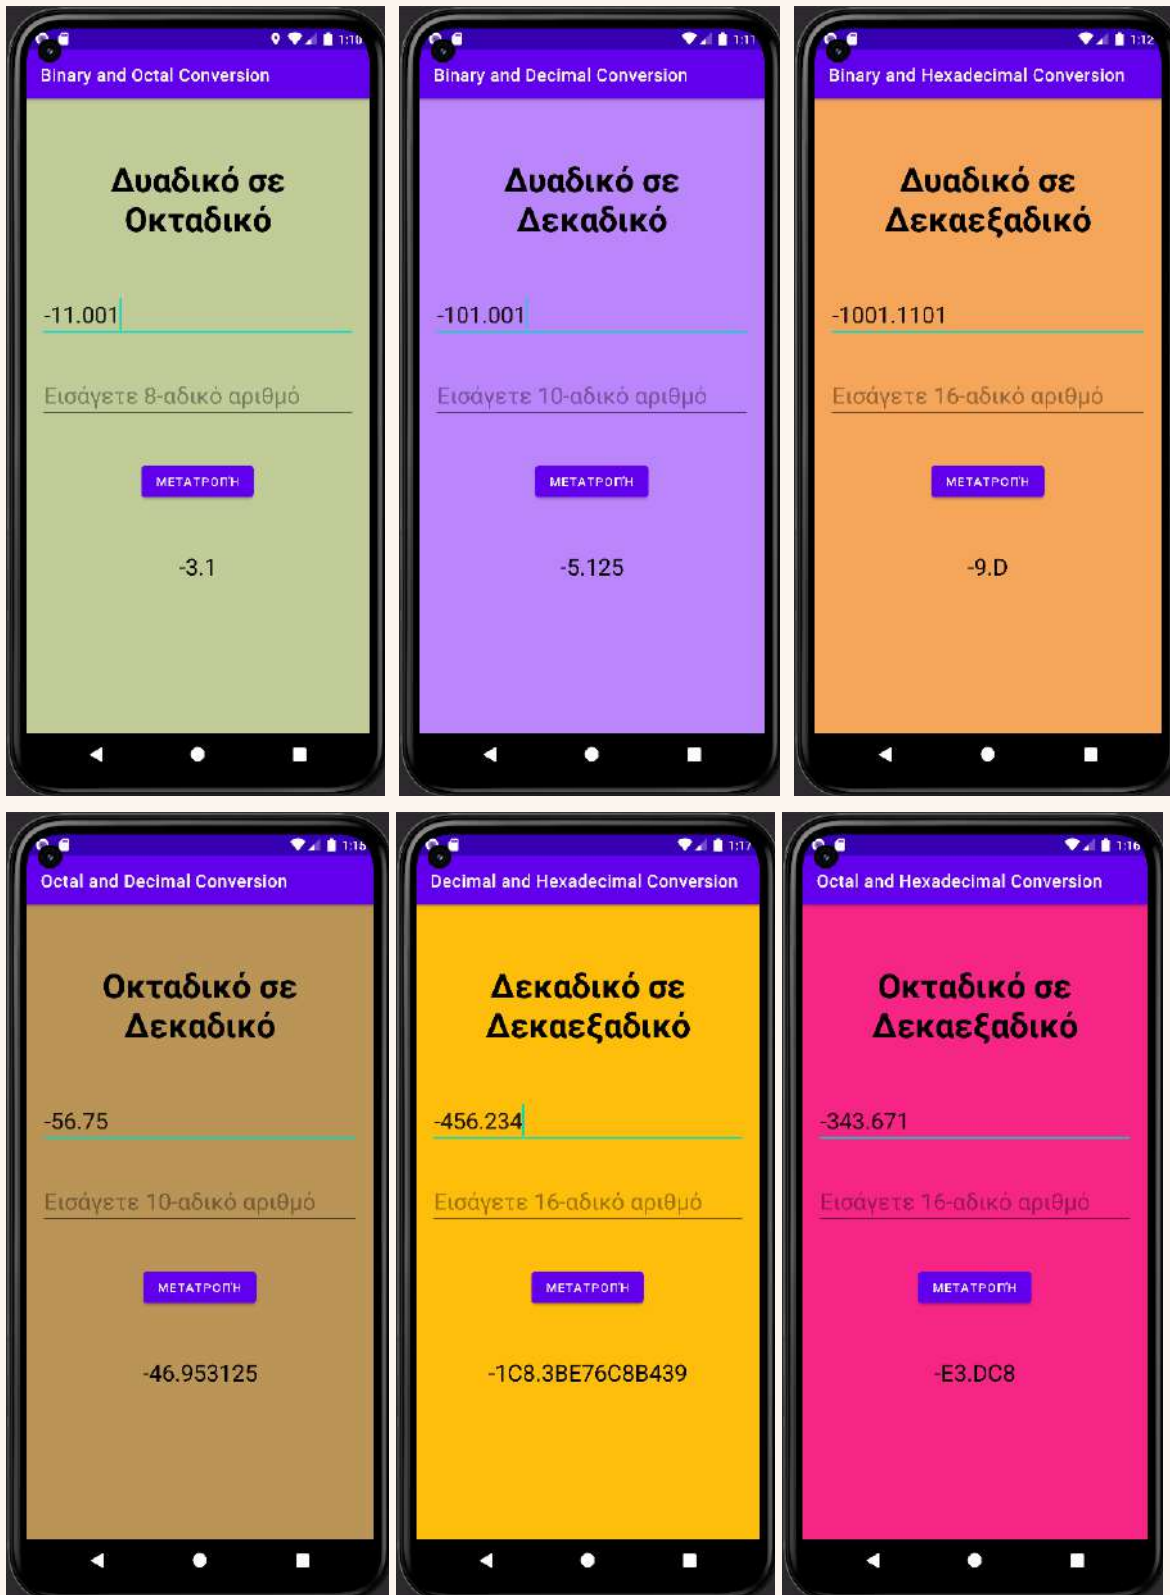 1:10
Binary and Octal Conversion
Δυαδικό σε
Οκταδικό
-11.001
Εισάγετε 8-αδικό αριθμό
ΜΕΤΑΤΡΟΠΉ
-3.1
1:11
Binary and Decimal Conversion
Δυαδικό σε
Δεκαδικό
-101.001
Εισάγετε 10-αδικό αριθμό
ΜΕΤΑΤΡΟΠΉ
-5.125
1:12
Binary and Hexadecimal Conversion
Δυαδικό σε
Δεκαεξαδικό
-1001.1101
Εισάγετε 16-αδικό αριθμό
ΜΕΤΑΤΡΟΠΉ
-9.D
1:15
Octal and Decimal Conversion
Οκταδικό σε
Δεκαδικό
-56.75
Εισάγετε 10-αδικό αριθμό
ΜΕΤΑΤΡΟΠΉ
-46.953125
1:17
Decimal and Hexadecimal Conversion
Δεκαδικό σε
Δεκαεξαδικό
-456.234
Εισάγετε 16-αδικό αριθμό
ΜΕΤΑΤΡΟΠΉ
-1C8.3BE76C8B439
1:16
Octal and Hexadecimal Conversion
Οκταδικό σε
Δεκαεξαδικό
-343.671
Εισάγετε 16-αδικό αριθμό
ΜΕΤΑΤΡΟΠΉ
-E3.DC8